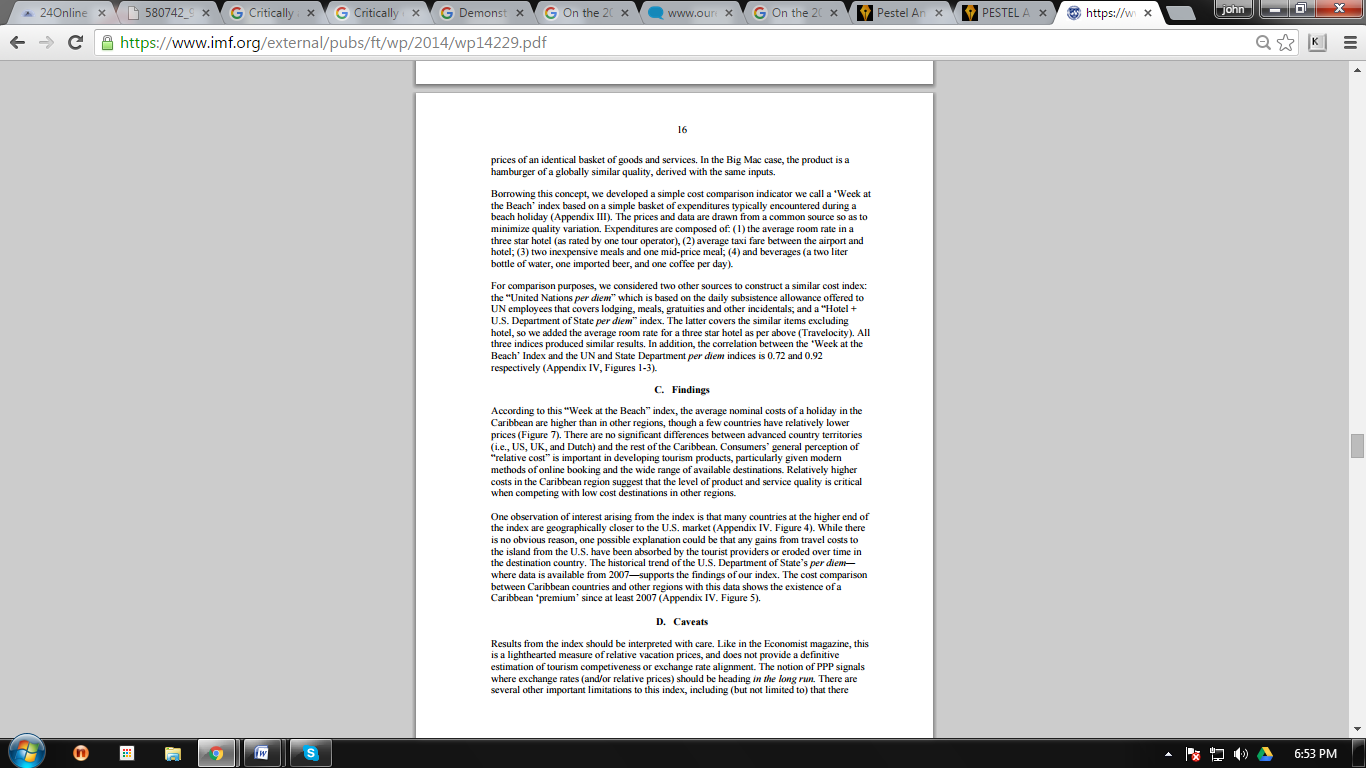 24Online
580742_S
Critically
Critically
Demonst
On the 20
www.our
On the 20
Pestel An
PESTEL A
https://w
john
https://www.imf.org/external/pubs/ft/wp/2014/wp14229.pdf
K
16
prices of an identical basket of goods and services. In the Big Mac case, the product is a
hamburger of a globally similar quality, derived with the same inputs.
Borrowing this concept, we developed a simple cost comparison indicator we call a ‘Week at
the Beach’ index based on a simple basket of expenditures typically encountered during a
beach holiday (Appendix III). The prices and data are drawn from a common source so as to
minimize quality variation. Expenditures are composed of: (1) the average room rate in a
three star hotel (as rated by one tour operator), (2) average taxi fare between the airport and
hotel; (3) two inexpensive meals and one mid-price meal; (4) and beverages (a two liter
bottle of water, one imported beer, and one coffee per day).
For comparison purposes, we considered two other sources to construct a similar cost index:
the “United Nations per diem” which is based on the daily subsistence allowance offered to
UN employees that covers lodging, meals, gratuities and other incidentals; and a “Hotel +
U.S. Department of State per diem” index. The latter covers the similar items excluding
hotel, so we added the average room rate for a three star hotel as per above (Travelocity). All
three indices produced similar results. In addition, the correlation between the ‘Week at the
Beach’ Index and the UN and State Department per diem indices is 0.72 and 0.92
respectively (Appendix IV, Figures 1-3).
C. Findings
According to this “Week at the Beach” index, the average nominal costs of a holiday in the
Caribbean are higher than in other regions, though a few countries have relatively lower
prices (Figure 7). There are no significant differences between advanced country territories
(i.e., US, UK, and Dutch) and the rest of the Caribbean. Consumers’ general perception of
“relative cost” is important in developing tourism products, particularly given modern
methods of online booking and the wide range of available destinations. Relatively higher
costs in the Caribbean region suggest that the level of product and service quality is critical
when competing with low cost destinations in other regions.
One observation of interest arising from the index is that many countries at the higher end of
the index are geographically closer to the U.S. market (Appendix IV. Figure 4). While there
is no obvious reason, one possible explanation could be that any gains from travel costs to
the island from the U.S. have been absorbed by the tourist providers or eroded over time in
the destination country. The historical trend of the U.S. Department of State’s per diem—
where data is available from 2007—supports the findings of our index. The cost comparison
between Caribbean countries and other regions with this data shows the existence of a
Caribbean ‘premium’ since at least 2007 (Appendix IV. Figure 5).
D. Caveats
Results from the index should be interpreted with care. Like in the Economist magazine, this
is a lighthearted measure of relative vacation prices, and does not provide a definitive
estimation of tourism competiveness or exchange rate alignment. The notion of PPP signals
where exchange rates (and/or relative prices) should be heading in the long run. There are
several other important limitations to this index, including (but not limited to) that there
6:53 PM